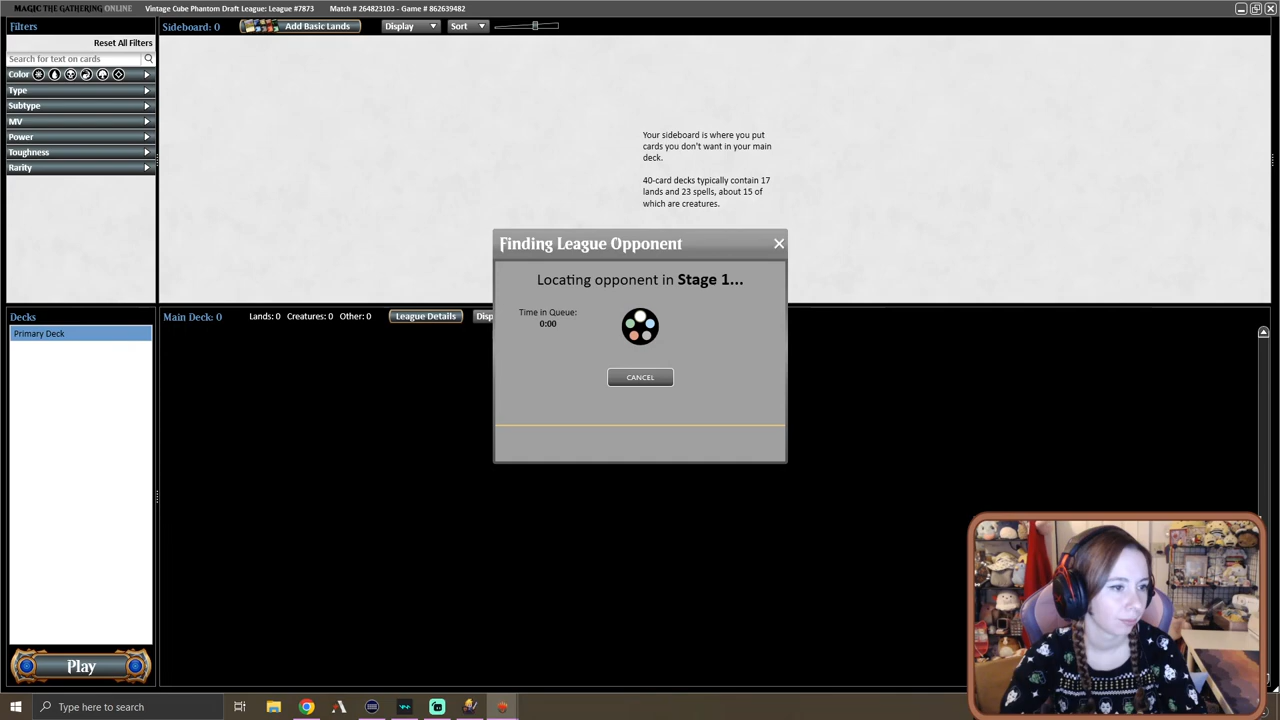 MAGIC THE GATHERING ONLINE
Vintage Cube Phantom Draft League: League #7873
Match # 264823103 - Game # 862639482
Filters
Sideboard: 0
Add Basic Lands
Display
Sort
Reset All Filters
Search for text on cards
Color
Type
Subtype
MV
Power
Toughness
Rarity
Your sideboard is where you put
cards you don't want in your main
deck.
40-card decks typically contain 17
lands and 23 spells, about 15 of
which are creatures.
Finding League Opponent
Locating opponent in Stage 1...
Time in Queue:
0:00
CANCEL
Decks
Primary Deck
Main Deck: 0
Lands: 0 Creatures: 0 Other: 0
League Details
Disp
Play
Type here to search